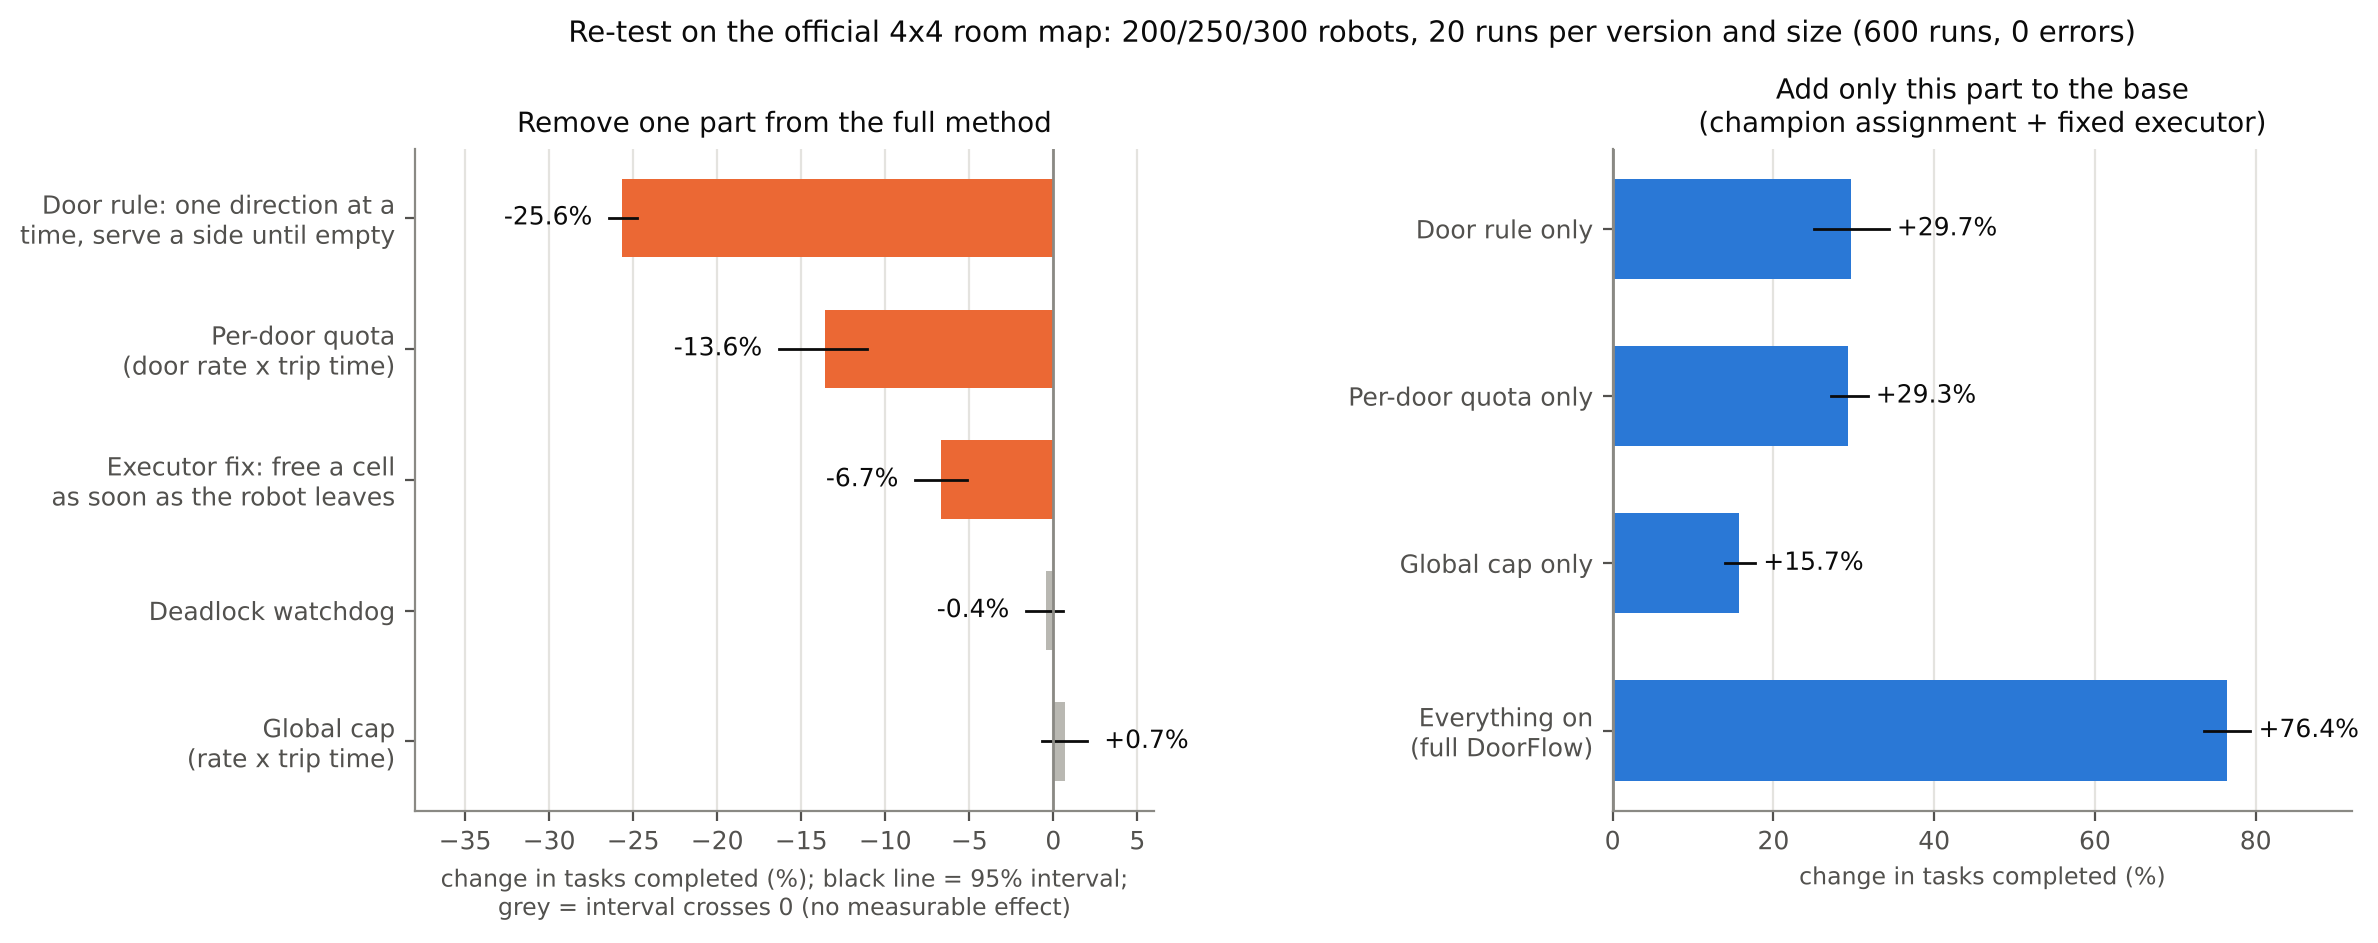 Re-test on the official 4x4 room map: 200/250/300 robots, 20 runs per version and size (600 runs, 0 errors)
Remove one part from the full method
Door rule: one direction at a
time, serve a side until empty
-25.6%
Per-door quota
(door rate x trip time)
-13.6%
Executor fix: free a cell
as soon as the robot leaves
-6.7%
Deadlock watchdog
-0.4%
Global cap
(rate x trip time)
+0.7%
−35 −30 −25 −20 −15 −10 −5 0 5
change in tasks completed (%); black line = 95% interval;
grey = interval crosses 0 (no measurable effect)
Add only this part to the base
(champion assignment + fixed executor)
Door rule only
+29.7%
Per-door quota only
+29.3%
Global cap only
+15.7%
Everything on
(full DoorFlow)
+76.4%
0 20 40 60 80
change in tasks completed (%)